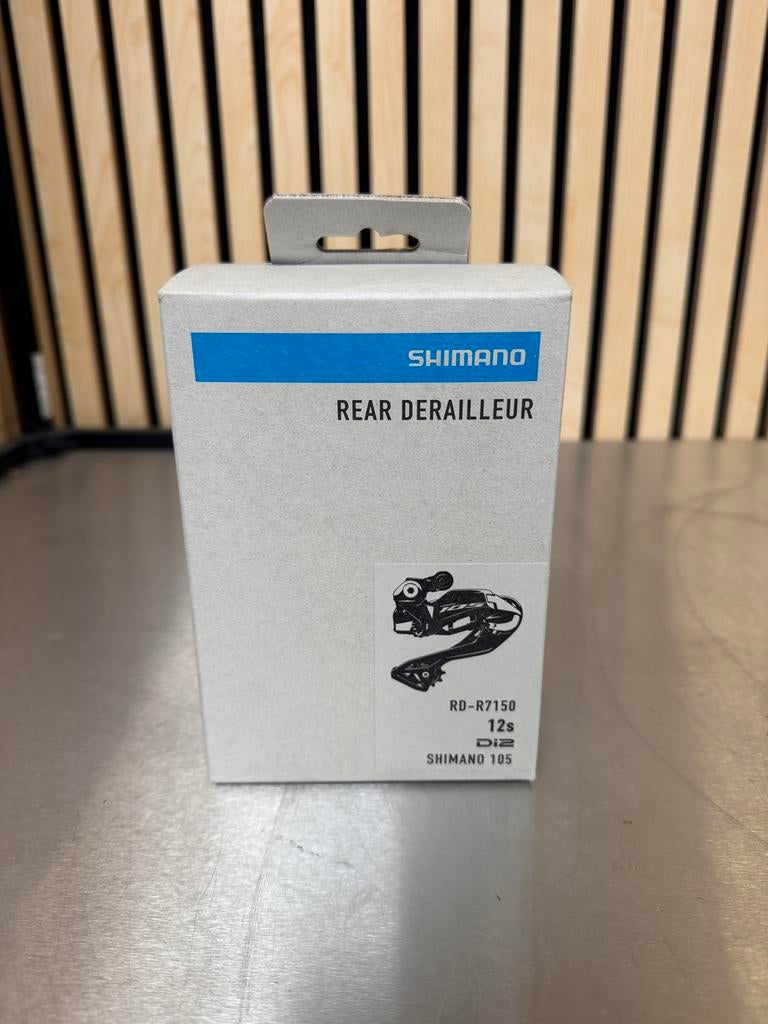 SHIMANO
REAR DERAILLEUR
RD-R7150
12s
Di2
SHIMANO 105